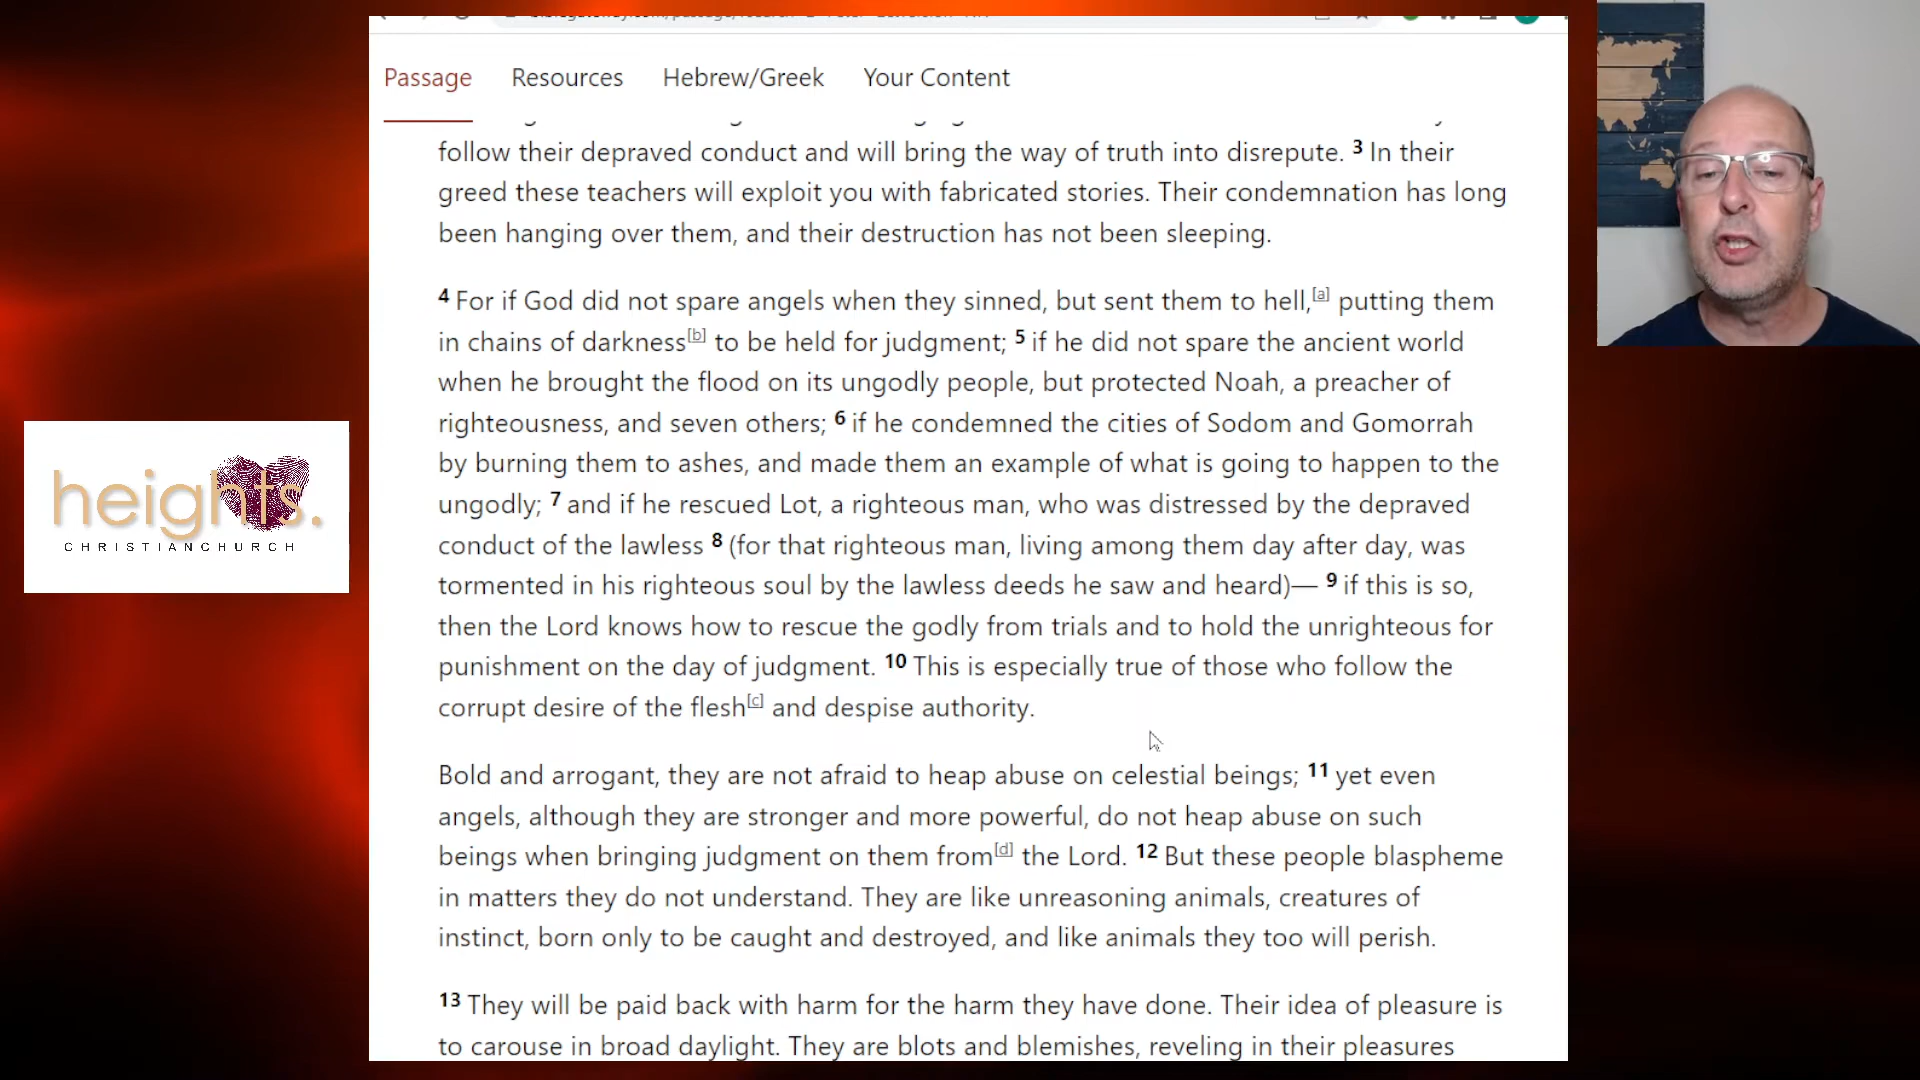 Passage Resources Hebrew/Greek Your Content
follow their depraved conduct and will bring the way of truth into disrepute. 3 In their
greed these teachers will exploit you with fabricated stories. Their condemnation has long
been hanging over them, and their destruction has not been sleeping.
4 For if God did not spare angels when they sinned, but sent them to hell,[a] putting them
in chains of darkness[b] to be held for judgment; 5 if he did not spare the ancient world
when he brought the flood on its ungodly people, but protected Noah, a preacher of
righteousness, and seven others; 6 if he condemned the cities of Sodom and Gomorrah
by burning them to ashes, and made them an example of what is going to happen to the
ungodly; 7 and if he rescued Lot, a righteous man, who was distressed by the depraved
conduct of the lawless 8 (for that righteous man, living among them day after day, was
tormented in his righteous soul by the lawless deeds he saw and heard)— 9 if this is so,
then the Lord knows how to rescue the godly from trials and to hold the unrighteous for
punishment on the day of judgment. 10 This is especially true of those who follow the
corrupt desire of the flesh[c] and despise authority.
Bold and arrogant, they are not afraid to heap abuse on celestial beings; 11 yet even
angels, although they are stronger and more powerful, do not heap abuse on such
beings when bringing judgment on them from[d] the Lord. 12 But these people blaspheme
in matters they do not understand. They are like unreasoning animals, creatures of
instinct, born only to be caught and destroyed, and like animals they too will perish.
13 They will be paid back with harm for the harm they have done. Their idea of pleasure is
to carouse in broad daylight. They are blots and blemishes, reveling in their pleasures
heights.
CHRISTIANCHURCH